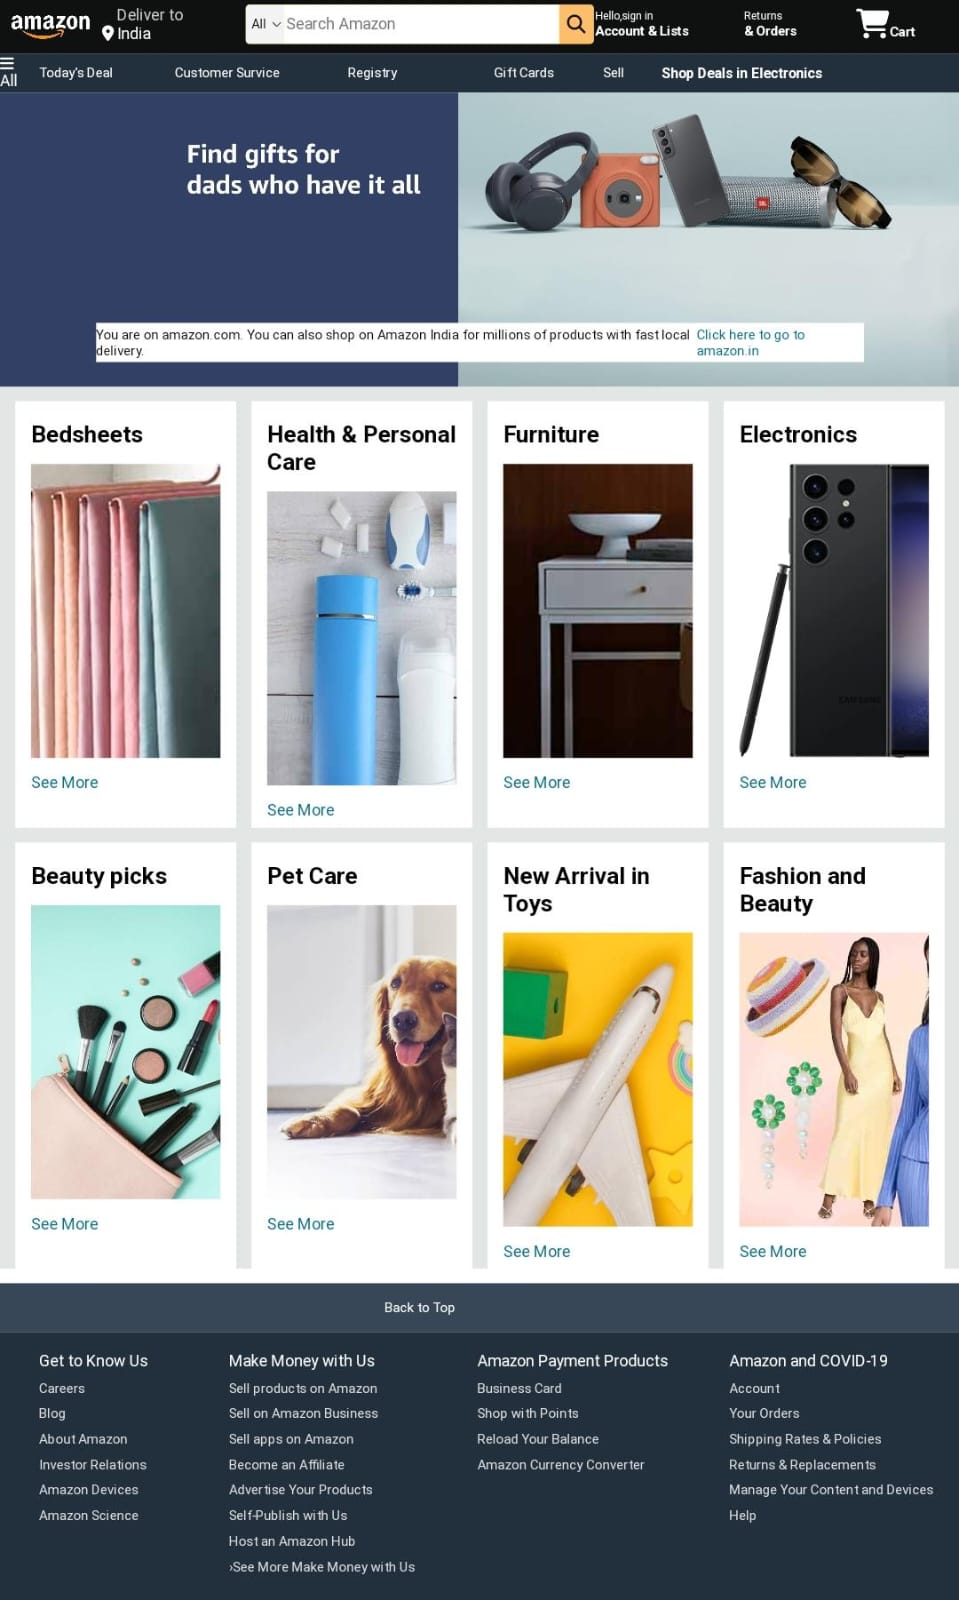 amazon
Deliver to
India
All
Search Amazon
Hello,sign in
Account & Lists
Returns
& Orders
Cart
All
Today's Deal
Customer Service
Registry
Gift Cards
Sell
Shop Deals in Electronics
Find gifts for
dads who have it all
JBL
You are on amazon.com. You can also shop on Amazon India for millions of products with fast local
delivery.
Click here to go to
amazon.in
Bedsheets
Health & Personal
Care
Furniture
Electronics
SAMSUNG
See More
See More
See More
See More
Beauty picks
Pet Care
New Arrival in
Toys
Fashion and
Beauty
See More
See More
See More
See More
Back to Top
Get to Know Us
Careers
Blog
About Amazon
Investor Relations
Amazon Devices
Amazon Science
Make Money with Us
Sell products on Amazon
Sell on Amazon Business
Sell apps on Amazon
Become an Affiliate
Advertise Your Products
Self-Publish with Us
Host an Amazon Hub
›See More Make Money with Us
Amazon Payment Products
Business Card
Shop with Points
Reload Your Balance
Amazon Currency Converter
Amazon and COVID-19
Account
Your Orders
Shipping Rates & Policies
Returns & Replacements
Manage Your Content and Devices
Help